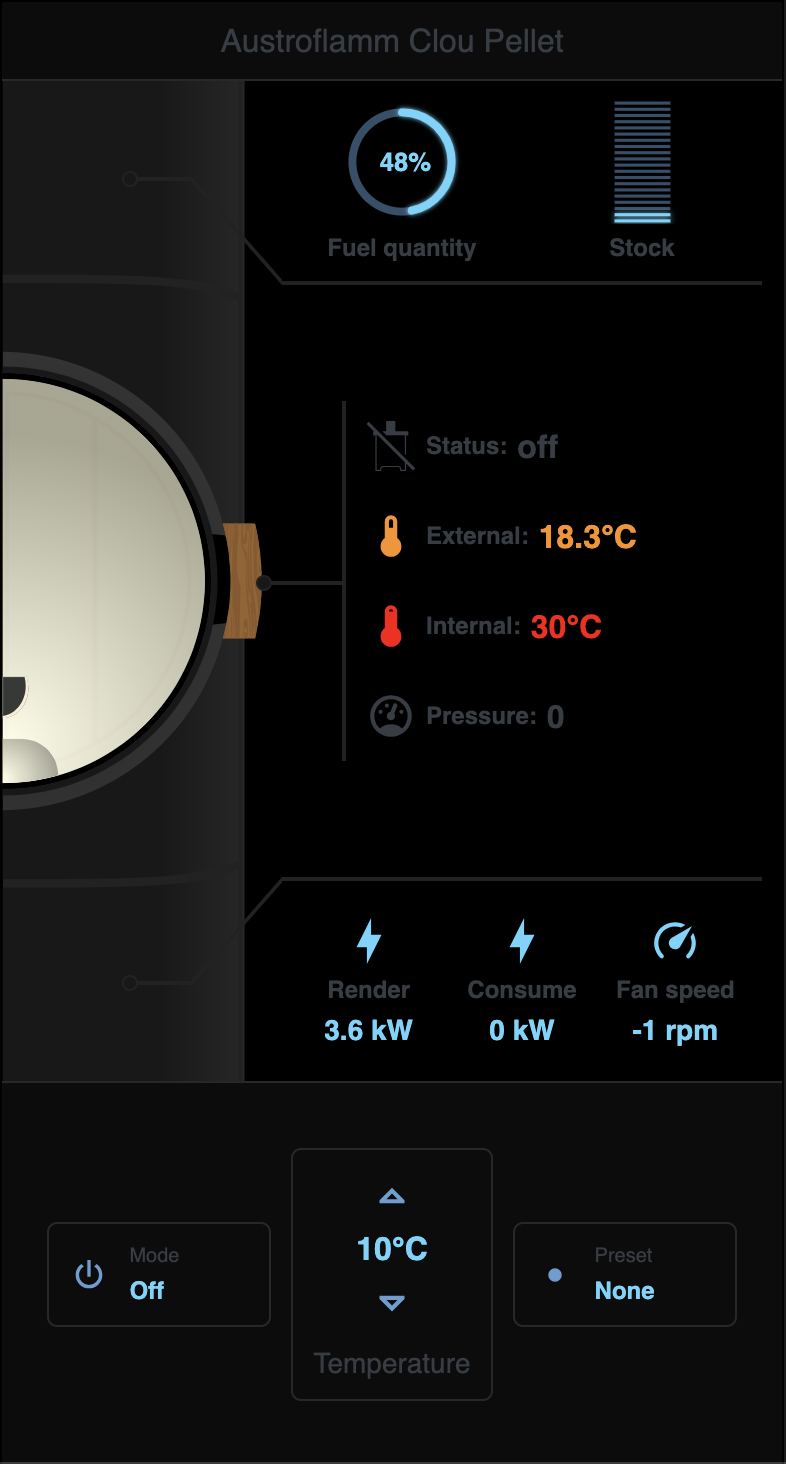 Austroflamm Clou Pellet
48%
Fuel quantity
Stock
Status: off
External: 18.3°C
Internal: 30°C
Pressure: 0
Render
Consume
Fan speed
3.6 kW
0 kW
-1 rpm
Mode
Off
10°C
Temperature
Preset
None